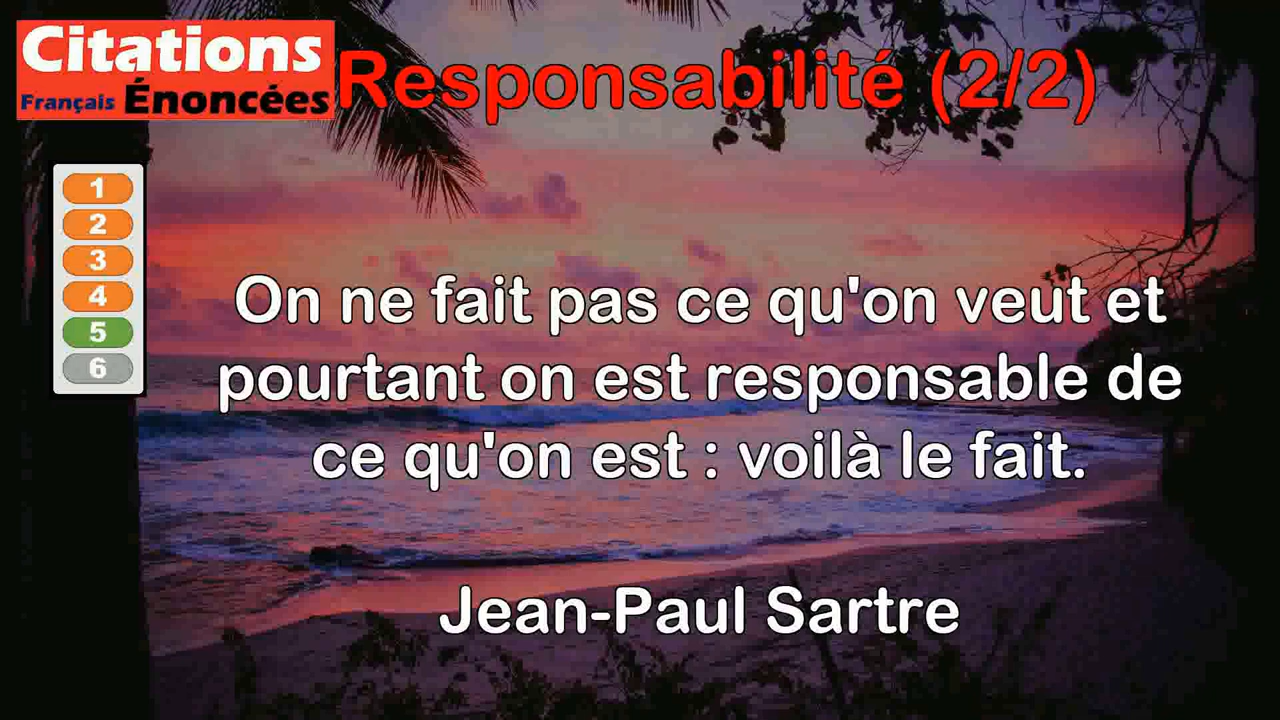 Citations
Français Énoncées
Responsabilité (2/2)
1
2
3
4
5
6
On ne fait pas ce qu'on veut et
pourtant on est responsable de
ce qu'on est : voilà le fait.
Jean-Paul Sartre